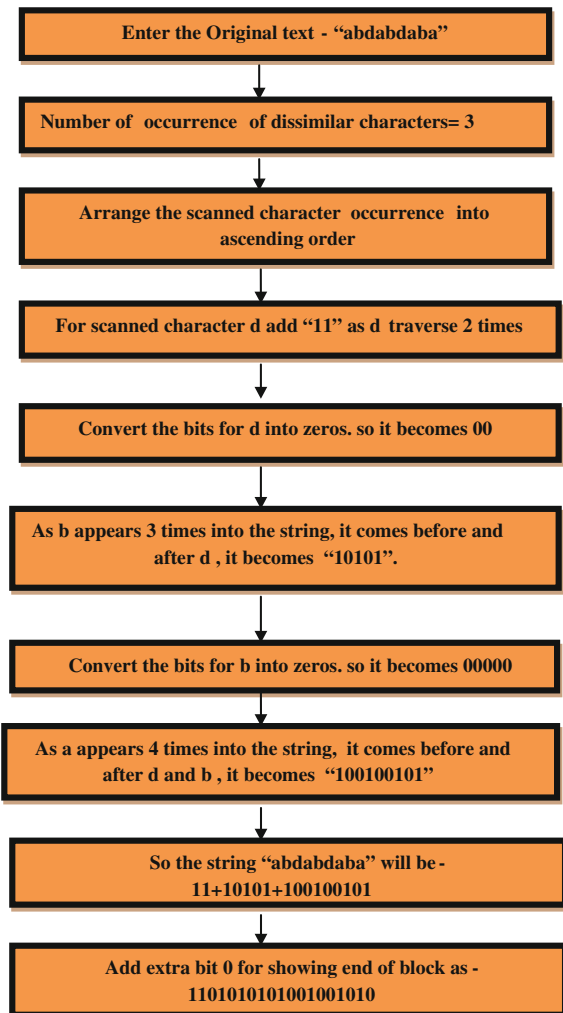 Enter the Original text - “abdabdaba”
Number of occurrence of dissimilar characters= 3
Arrange the scanned character occurrence into
ascending order
For scanned character d add “11” as d traverse 2 times
Convert the bits for d into zeros. so it becomes 00
As b appears 3 times into the string, it comes before and
after d , it becomes “10101”.
Convert the bits for b into zeros. so it becomes 00000
As a appears 4 times into the string, it comes before and
after d and b , it becomes “100100101”
So the string “abdabdaba” will be -
11+10101+100100101
Add extra bit 0 for showing end of block as -
1101010101001001010